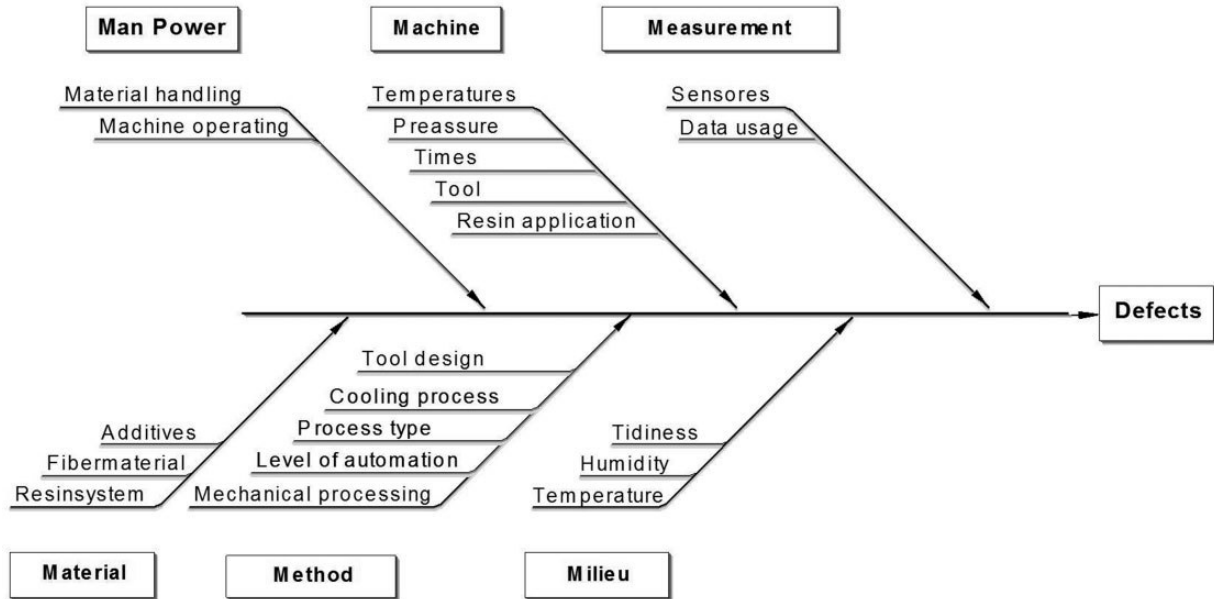 Man Power
Machine
Measurement
Material handling
Machine operating
Temperatures
Preassure
Times
Tool
Resin application
Sensores
Data usage
Defects
Additives
Fibermaterial
Resinsystem
Tool design
Cooling process
Process type
Level of automation
Mechanical processing
Tidiness
Humidity
Temperature
Material
Method
Milieu